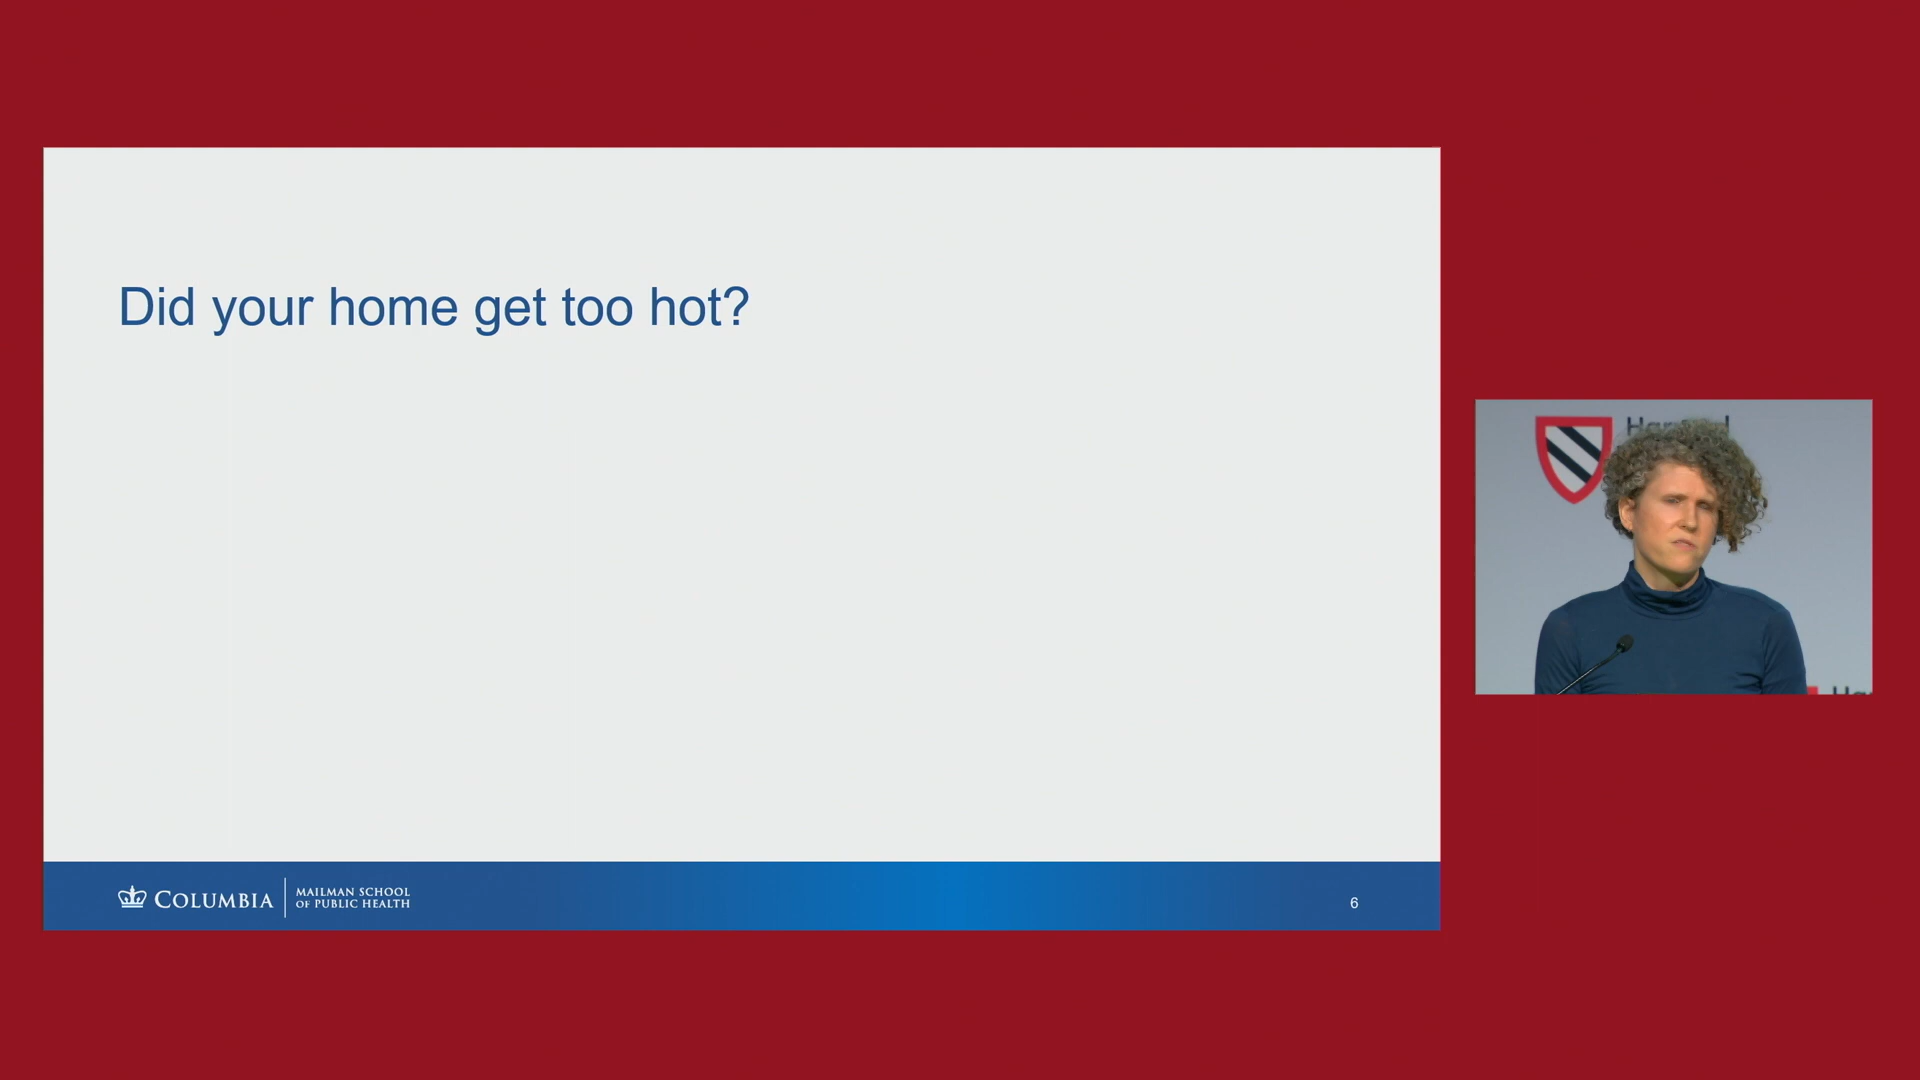 Did your home get too hot?
COLUMBIA
MAILMAN SCHOOL
OF PUBLIC HEALTH
6